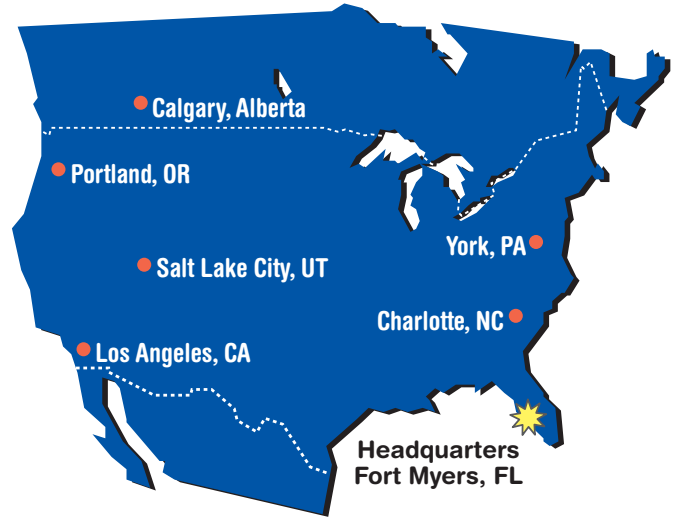 Calgary, Alberta
Portland, OR
York, PA
Salt Lake City, UT
Charlotte, NC
Los Angeles, CA
Headquarters
Fort Myers, FL